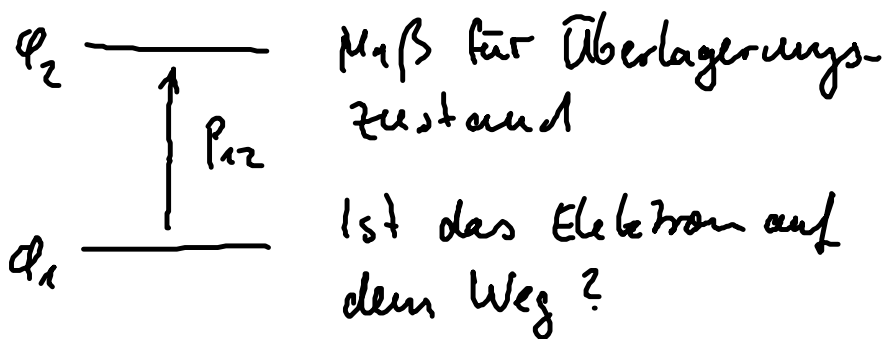 φ₂ Maß für Überlagerungs-
zustand
P₁₂
Ist das Elektron auf
φ₁ dem Weg?